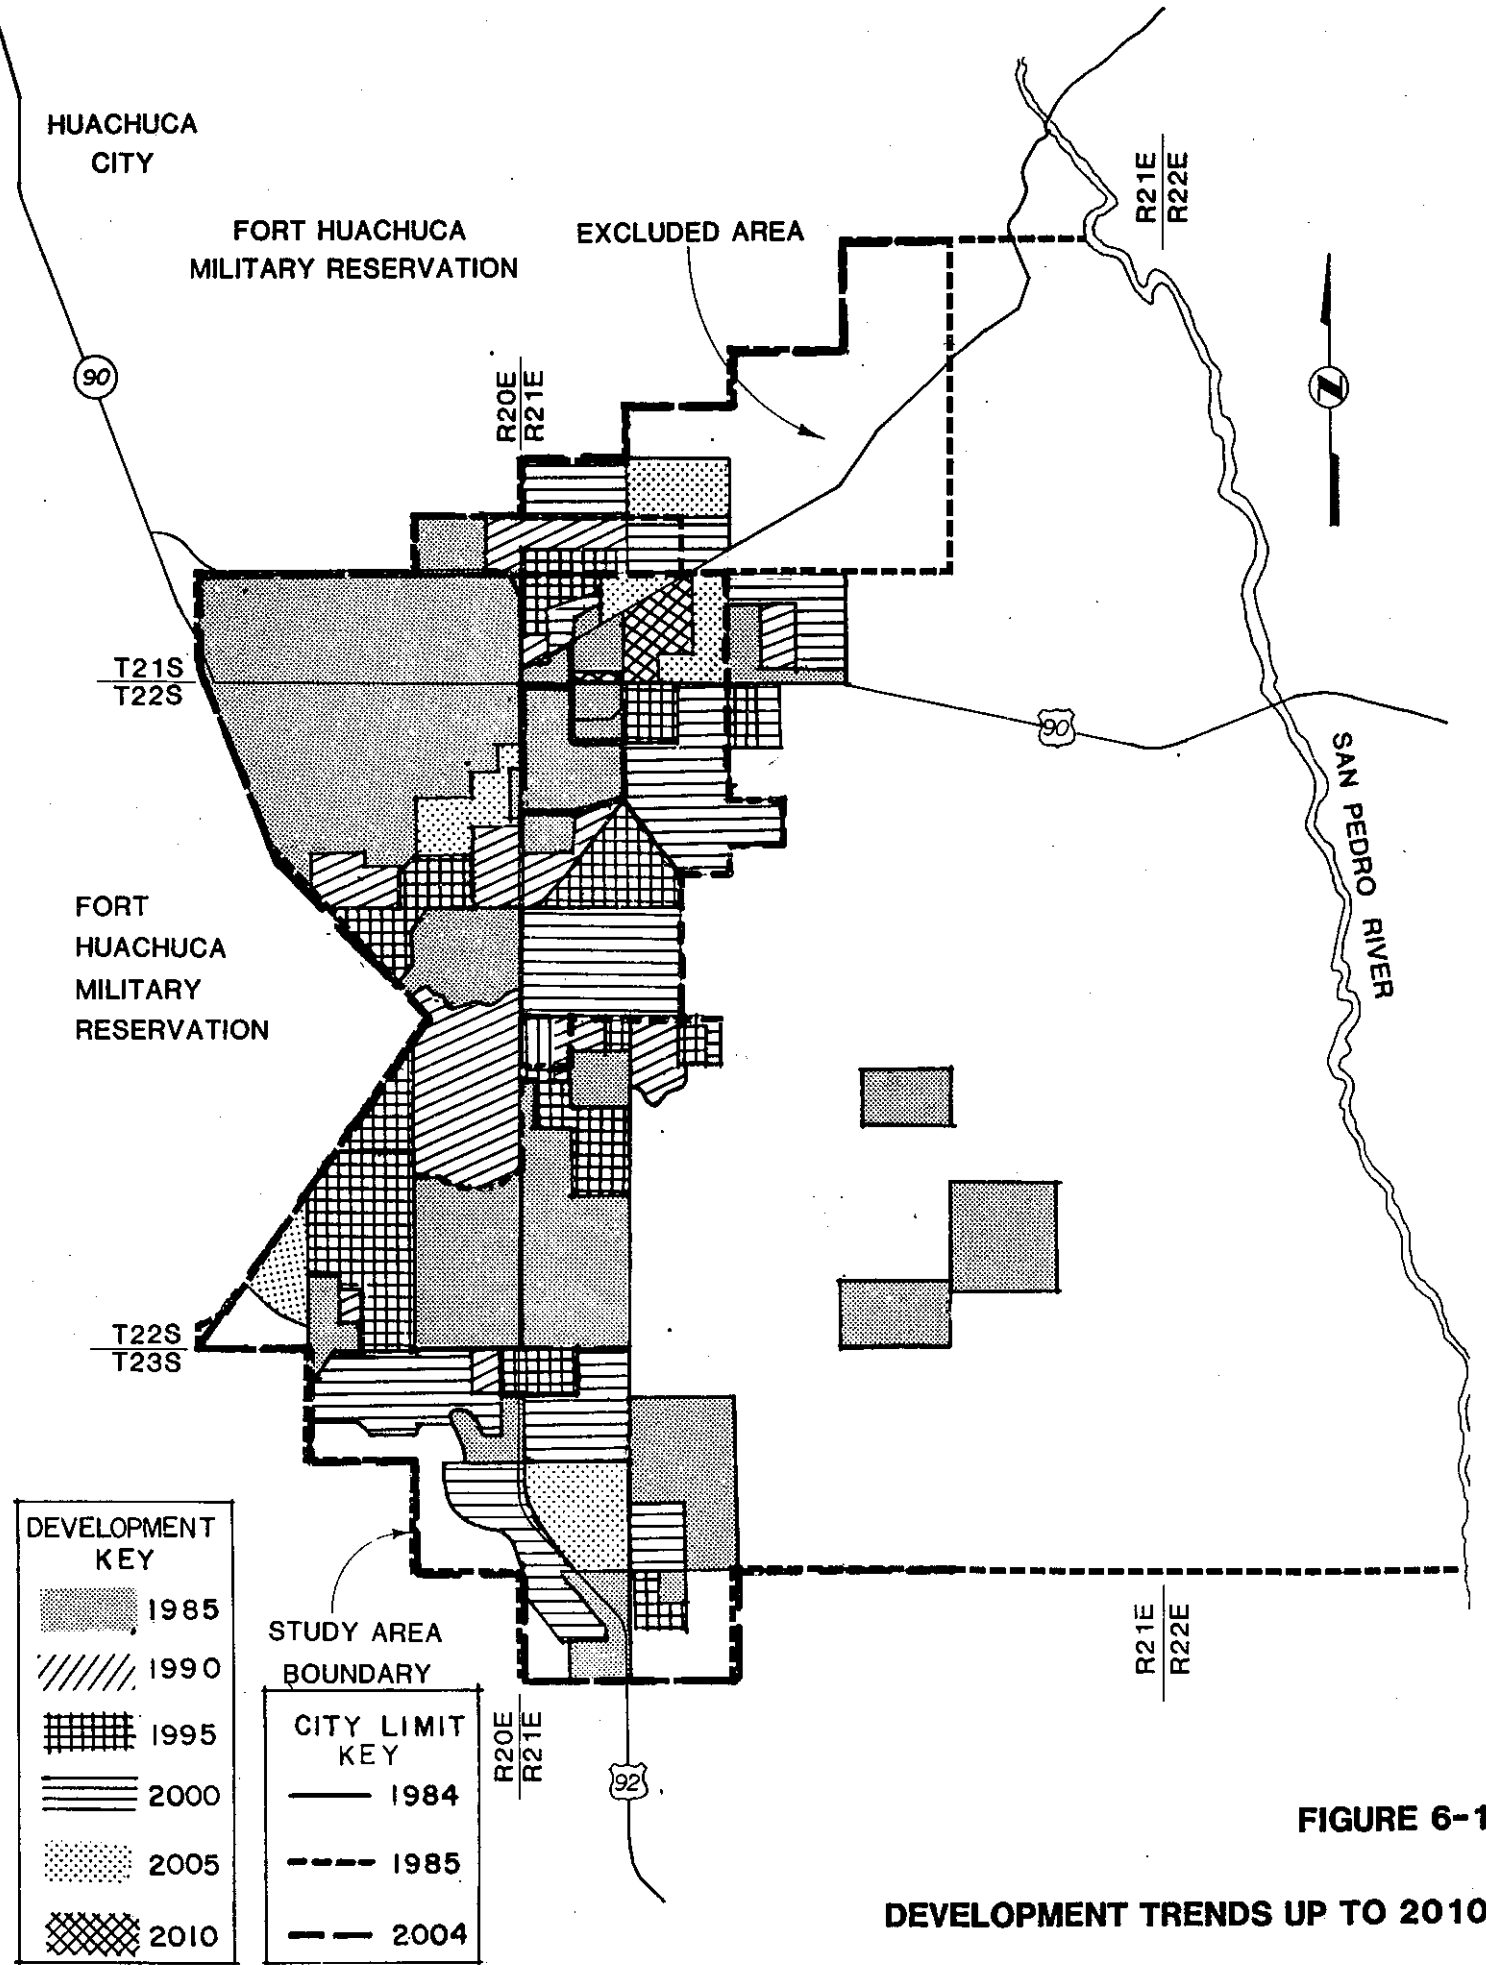 HUACHUCA
CITY
R21E
R22E
FORT HUACHUCA
MILITARY RESERVATION
EXCLUDED AREA
90
R20E
R21E
N
T21S
T22S
90
SAN PEDRO RIVER
FORT
HUACHUCA
MILITARY
RESERVATION
T22S
T23S
DEVELOPMENT
KEY
1985
1990
1995
2000
2005
2010
STUDY AREA
BOUNDARY
CITY LIMIT
KEY
1984
1985
2004
R20E
R21E
92
R21E
R22E
FIGURE 6-1
DEVELOPMENT TRENDS UP TO 2010